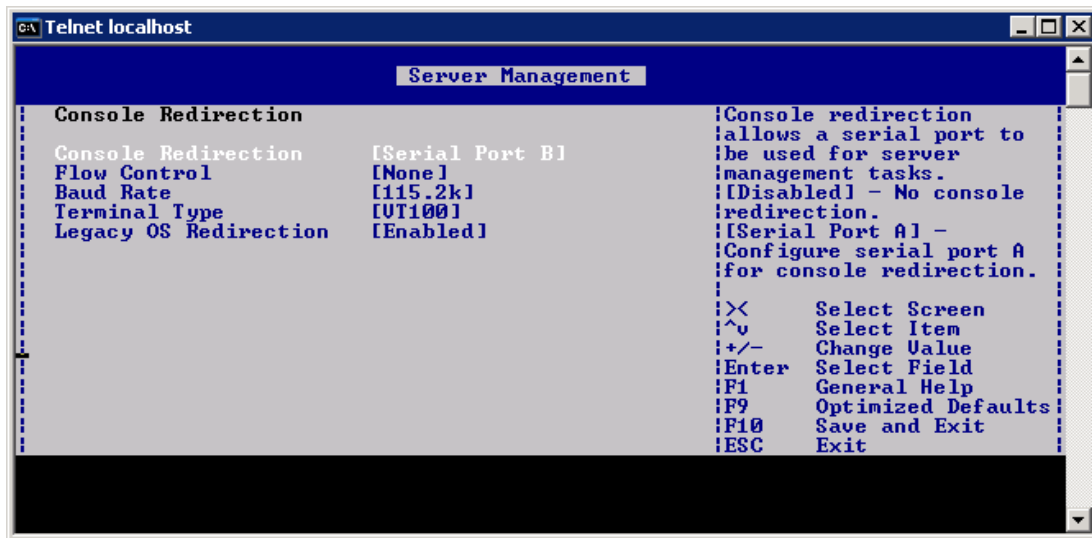 Telnet localhost
Server Management
Console Redirection
Console Redirection [Serial Port B]
Flow Control [None]
Baud Rate [115.2k]
Terminal Type [VT100]
Legacy OS Redirection [Enabled]
Console redirection
allows a serial port to
be used for server
management tasks.
[Disabled] - No console
redirection.
[Serial Port A] -
Configure serial port A
for console redirection.
>< Select Screen
^v Select Item
+/- Change Value
Enter Select Field
F1 General Help
F9 Optimized Defaults
F10 Save and Exit
ESC Exit